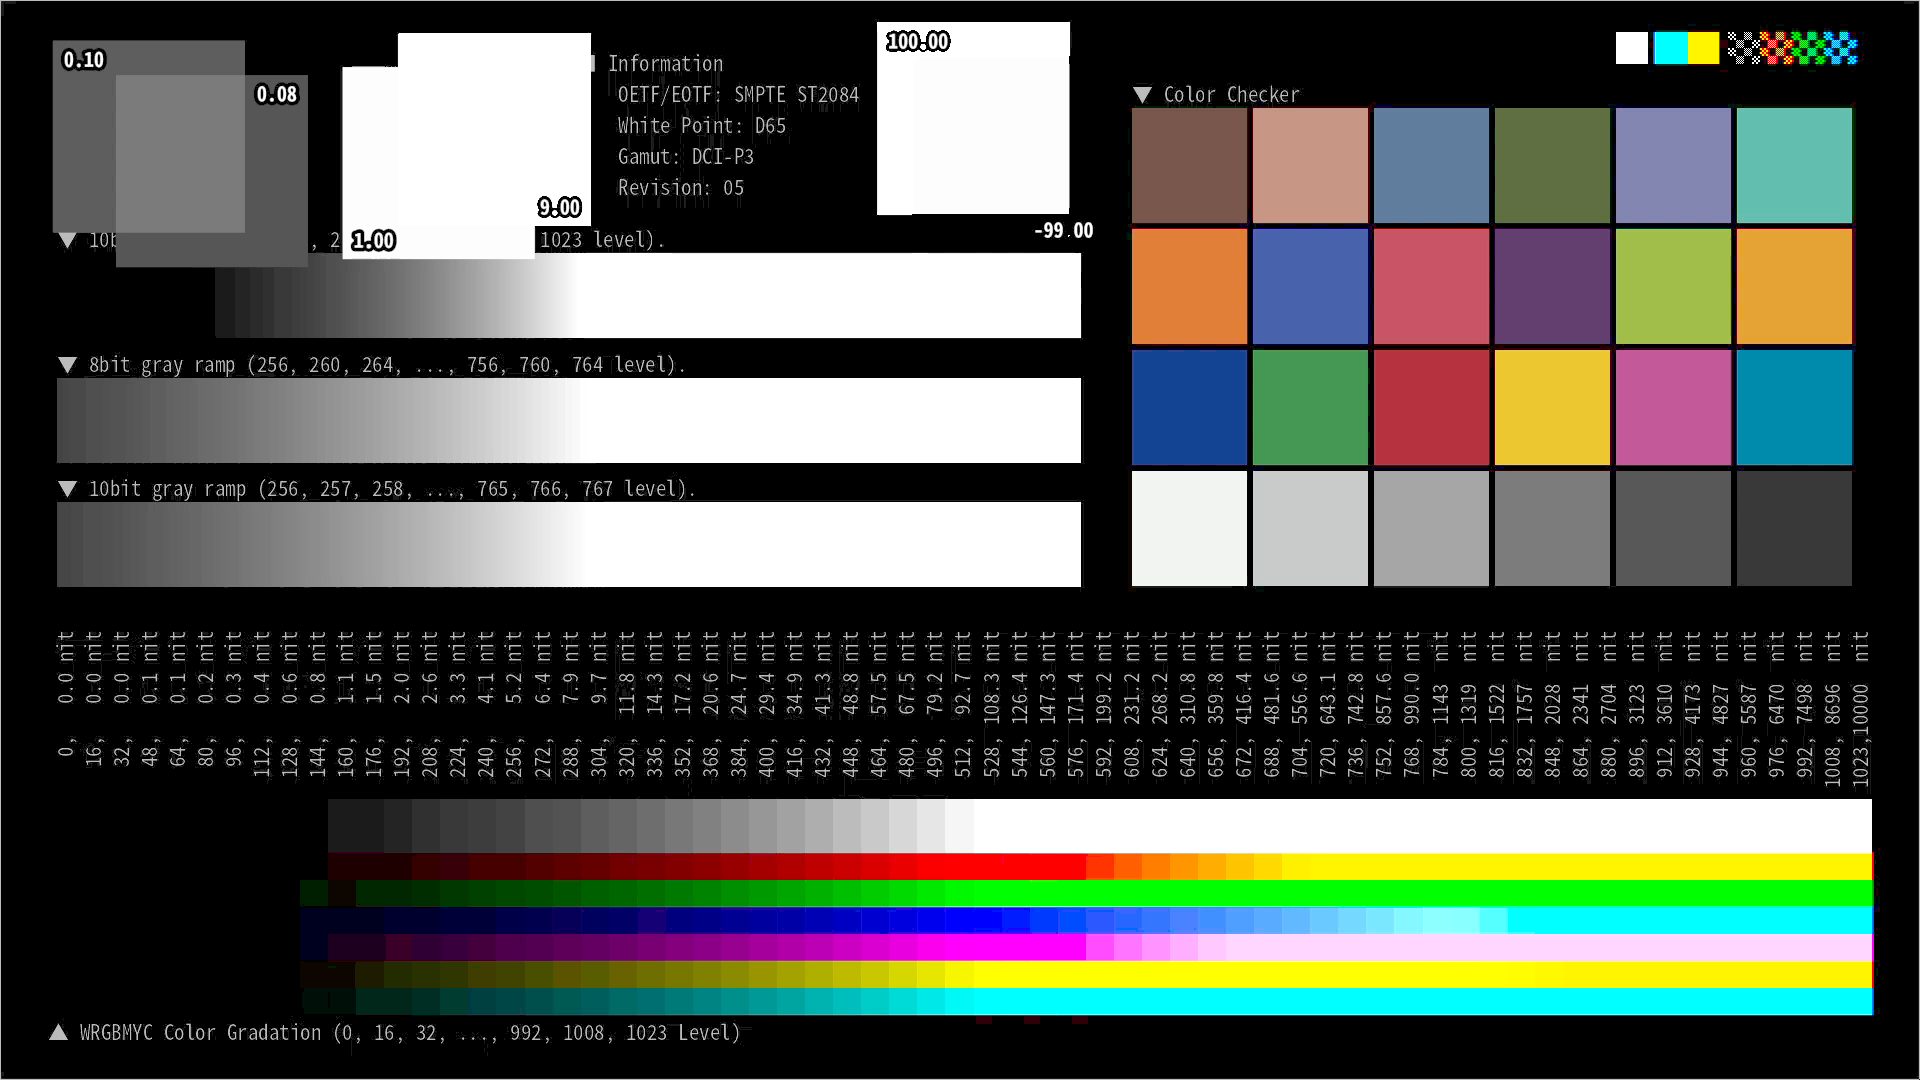 0.10
0.08
100.00
Information
OETF/EOTF: SMPTE ST2084
White Point: D65
Gamut: DCI-P3
Revision: 05
9.00
1.00
-99.00
▼ Color Checker
▼ 10b , 2 1023 level).
▼ 8bit gray ramp (256, 260, 264, ..., 756, 760, 764 level).
▼ 10bit gray ramp (256, 257, 258, ..., 765, 766, 767 level).
0, 0.0 nit
16, 0.0 nit
32, 0.0 nit
48, 0.1 nit
64, 0.1 nit
80, 0.2 nit
96, 0.3 nit
112, 0.4 nit
128, 0.6 nit
144, 0.8 nit
160, 1.1 nit
176, 1.5 nit
192, 2.0 nit
208, 2.6 nit
224, 3.3 nit
240, 4.1 nit
256, 5.2 nit
272, 6.4 nit
288, 7.9 nit
304, 9.7 nit
320, 11.8 nit
336, 14.3 nit
352, 17.2 nit
368, 20.6 nit
384, 24.7 nit
400, 29.4 nit
416, 34.9 nit
432, 41.3 nit
448, 48.8 nit
464, 57.5 nit
480, 67.5 nit
496, 79.2 nit
512, 92.7 nit
528, 108.3 nit
544, 126.4 nit
560, 147.3 nit
576, 171.4 nit
592, 199.2 nit
608, 231.2 nit
624, 268.2 nit
640, 310.8 nit
656, 359.8 nit
672, 416.4 nit
688, 481.6 nit
704, 556.6 nit
720, 643.1 nit
736, 742.8 nit
752, 857.6 nit
768, 990.0 nit
784, 1143 nit
800, 1319 nit
816, 1522 nit
832, 1757 nit
848, 2028 nit
864, 2341 nit
880, 2704 nit
896, 3123 nit
912, 3610 nit
928, 4173 nit
944, 4827 nit
960, 5587 nit
976, 6470 nit
992, 7498 nit
1008, 8696 nit
1023,10000 nit
▲ WRGBMYC Color Gradation (0, 16, 32, ..., 992, 1008, 1023 Level)